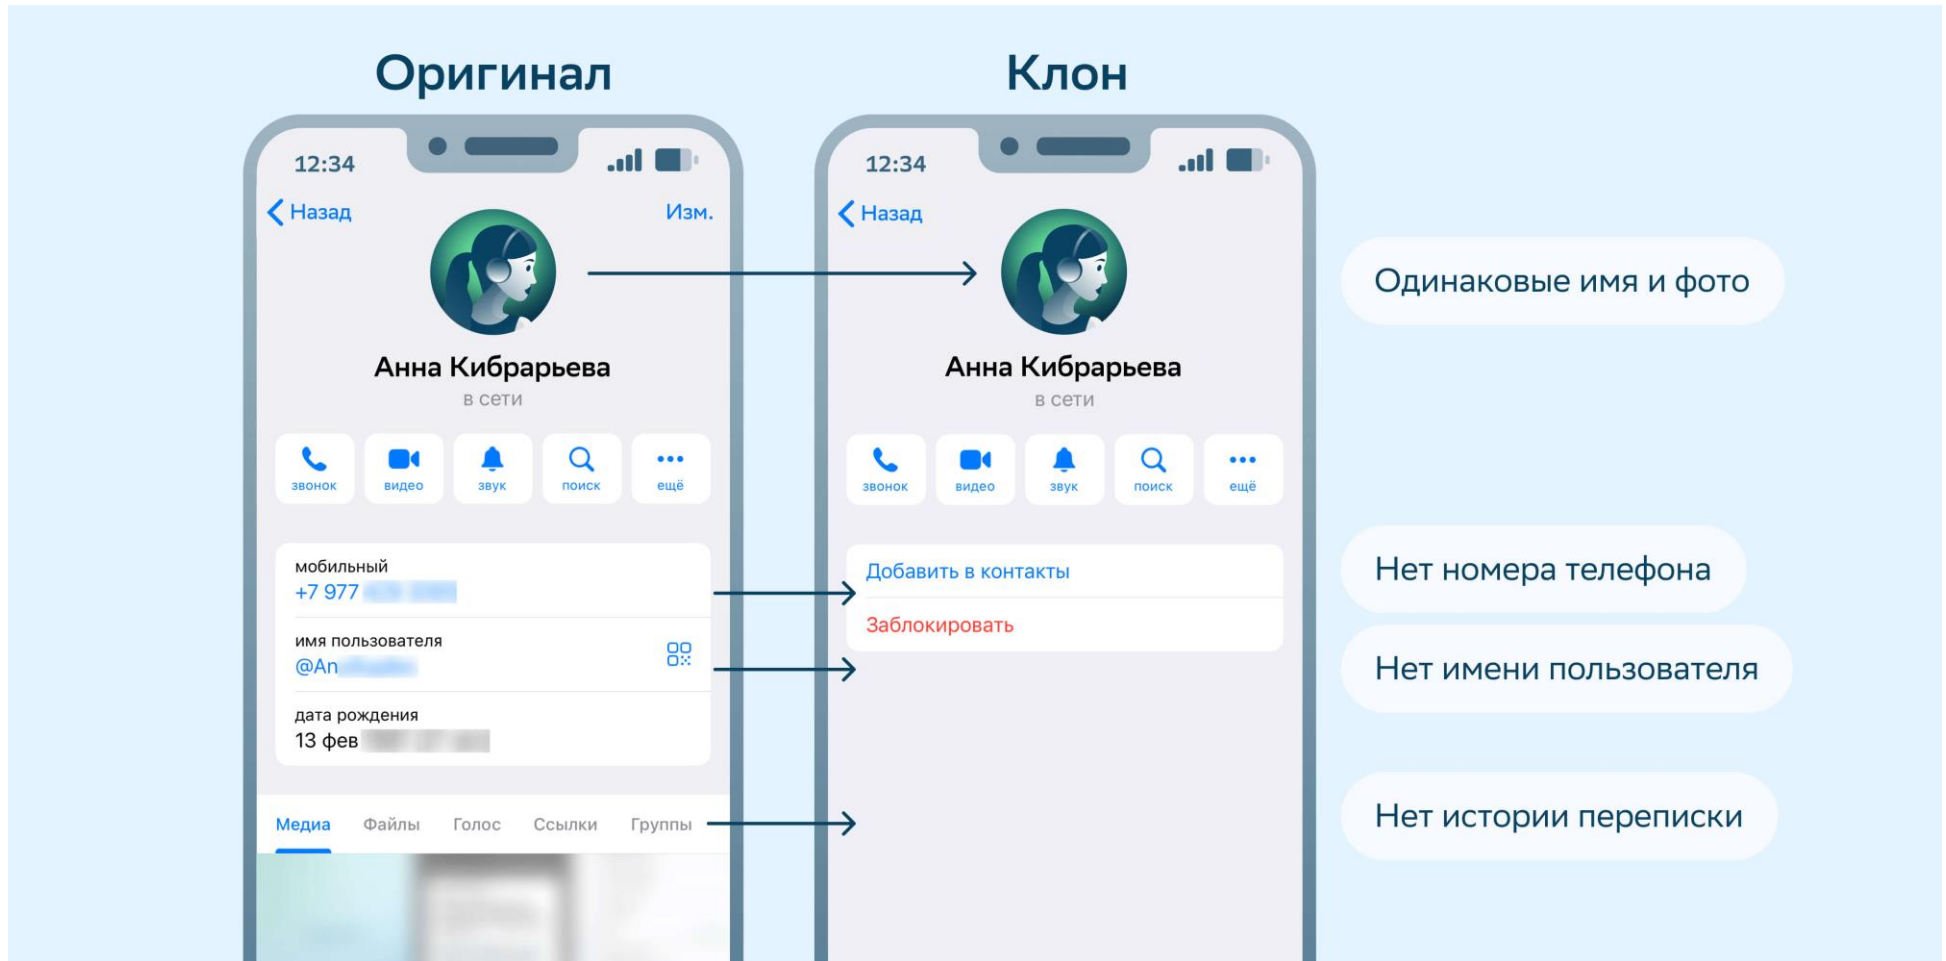 Оригинал
12:34
Назад
Изм.
Анна Кибрарьева
в сети
звонок
видео
звук
поиск
ещё
мобильный
+7 977
имя пользователя
@An
дата рождения
13 фев
Медиа
Файлы
Голос
Ссылки
Группы
Клон
12:34
Назад
Анна Кибрарьева
в сети
звонок
видео
звук
поиск
ещё
Добавить в контакты
Заблокировать
Одинаковые имя и фото
Нет номера телефона
Нет имени пользователя
Нет истории переписки